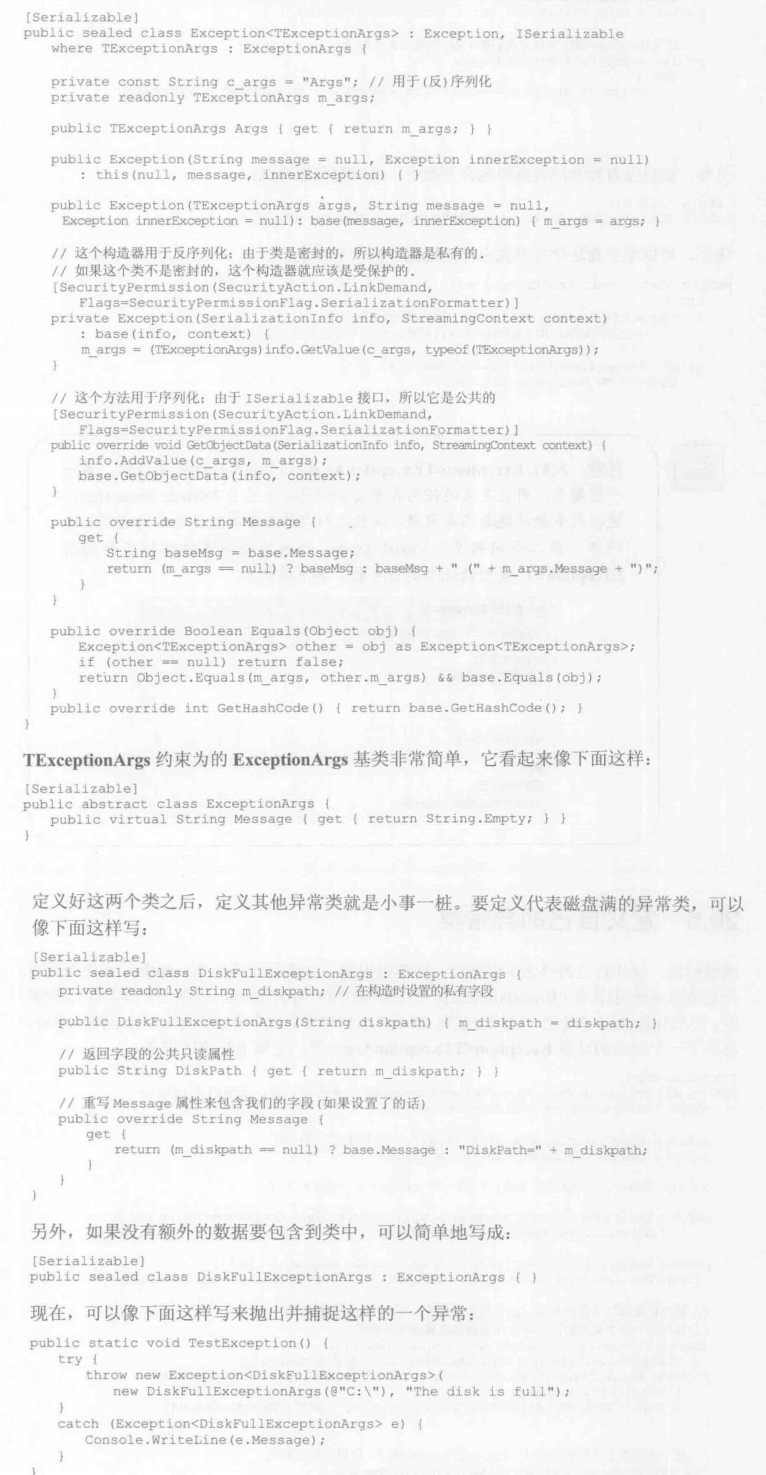 [Serializable]
public sealed class Exception<TExceptionArgs> : Exception, ISerializable
where TExceptionArgs : ExceptionArgs {
private const String c_args = "Args"; // 用于(反)序列化
private readonly TExceptionArgs m_args;
public TExceptionArgs Args { get { return m_args; } }
public Exception(String message = null, Exception innerException = null)
: this(null, message, innerException) { }
public Exception(TExceptionArgs args, String message = null,
Exception innerException = null): base(message, innerException) { m_args = args; }
// 这个构造器用于反序列化；由于类是密封的，所以构造器是私有的.
// 如果这个类不是密封的，这个构造器就应该是受保护的.
[SecurityPermission(SecurityAction.LinkDemand,
Flags=SecurityPermissionFlag.SerializationFormatter)]
private Exception(SerializationInfo info, StreamingContext context)
: base(info, context) {
m_args = (TExceptionArgs)info.GetValue(c_args, typeof(TExceptionArgs));
}
// 这个方法用于序列化；由于 ISerializable 接口，所以它是公共的
[SecurityPermission(SecurityAction.LinkDemand,
Flags=SecurityPermissionFlag.SerializationFormatter)]
public override void GetObjectData(SerializationInfo info, StreamingContext context) {
info.AddValue(c_args, m_args);
base.GetObjectData(info, context);
}
public override String Message {
get {
String baseMsg = base.Message;
return (m_args == null) ? baseMsg : baseMsg + " (" + m_args.Message + ")";
}
}
public override Boolean Equals(Object obj) {
Exception<TExceptionArgs> other = obj as Exception<TExceptionArgs>;
if (other == null) return false;
return Object.Equals(m_args, other.m_args) && base.Equals(obj);
}
public override int GetHashCode() { return base.GetHashCode(); }
}
TExceptionArgs 约束为的 ExceptionArgs 基类非常简单，它看起来像下面这样：
[Serializable]
public abstract class ExceptionArgs {
public virtual String Message { get { return String.Empty; } }
}
定义好这两个类之后，定义其他异常类就是小事一桩。要定义代表磁盘满的异常类，可以
像下面这样写：
[Serializable]
public sealed class DiskFullExceptionArgs : ExceptionArgs {
private readonly String m_diskpath; // 在构造时设置的私有字段
public DiskFullExceptionArgs(String diskpath) { m_diskpath = diskpath; }
// 返回字段的公共只读属性
public String DiskPath { get { return m_diskpath; } }
// 重写 Message 属性来包含我们的字段(如果设置了的话)
public override String Message {
get {
return (m_diskpath == null) ? base.Message : "DiskPath=" + m_diskpath;
}
}
}
另外，如果没有额外的数据要包含到类中，可以简单地写成：
[Serializable]
public sealed class DiskFullExceptionArgs : ExceptionArgs { }
现在，可以像下面这样写来抛出并捕捉这样的一个异常：
public static void TestException() {
try {
throw new Exception<DiskFullExceptionArgs>(
new DiskFullExceptionArgs(@"C:\"), "The disk is full");
}
catch (Exception<DiskFullExceptionArgs> e) {
Console.WriteLine(e.Message);
}
}